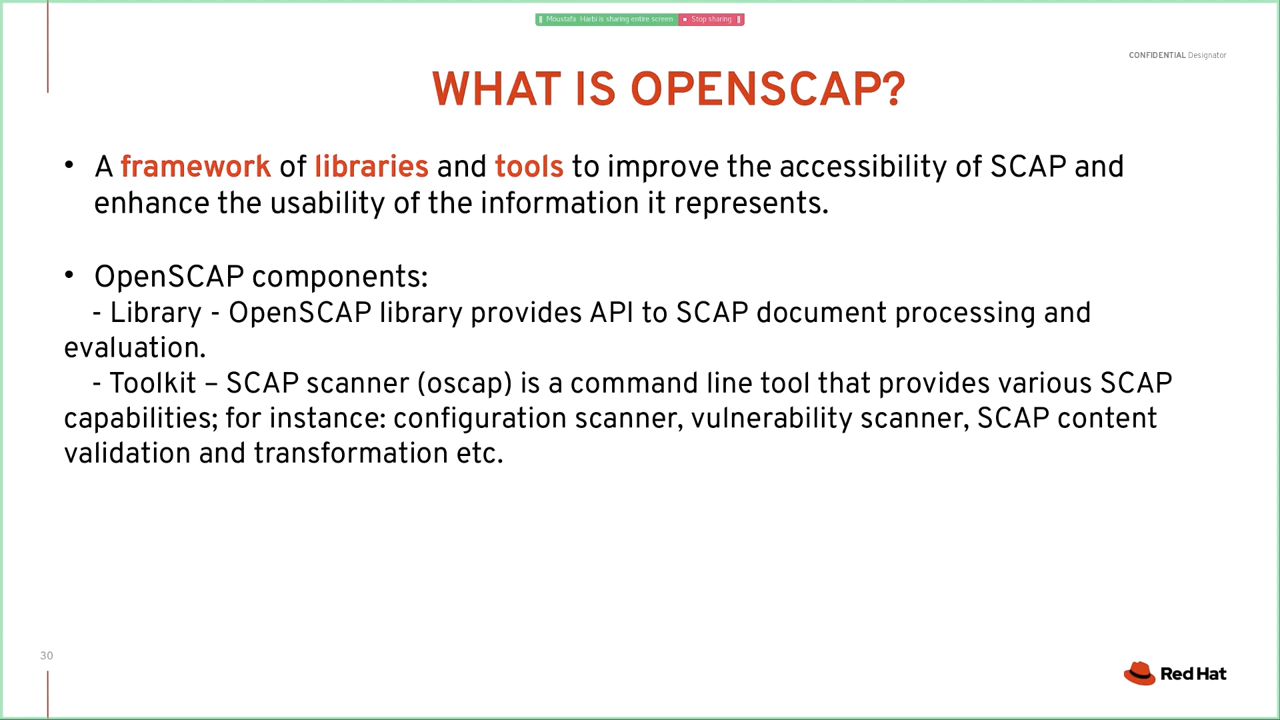 Moustafa Harbi is sharing entire screen Stop sharing
CONFIDENTIAL Designator
WHAT IS OPENSCAP?
• A framework of libraries and tools to improve the accessibility of SCAP and
enhance the usability of the information it represents.
• OpenSCAP components:
- Library - OpenSCAP library provides API to SCAP document processing and
evaluation.
- Toolkit – SCAP scanner (oscap) is a command line tool that provides various SCAP
capabilities; for instance: configuration scanner, vulnerability scanner, SCAP content
validation and transformation etc.
30
Red Hat